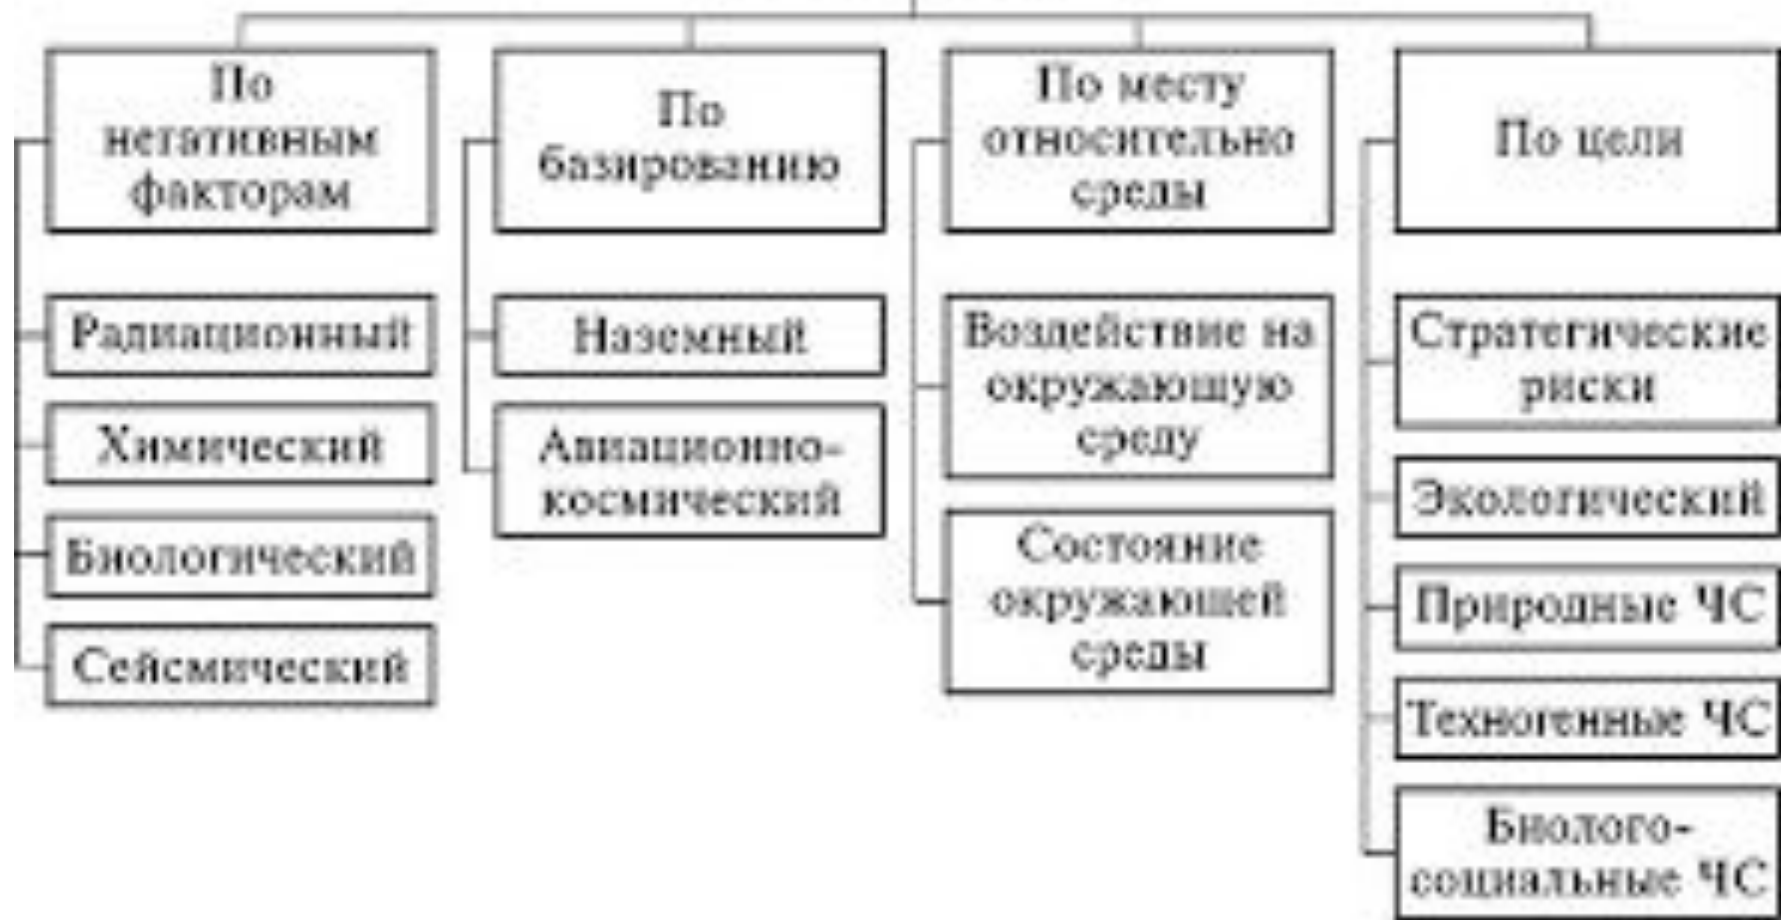 По
негативным
факторам
Радиационный
Химический
Биологический
Сейсмический
По
базированию
Наземный
Авиационно-
космический
По месту
относительно
среды
Воздействие на
окружающую
среду
Состояние
окружающей
среды
По цели
Стратегические
риски
Экологический
Природные ЧС
Техногенные ЧС
Биолого-
социальные ЧС